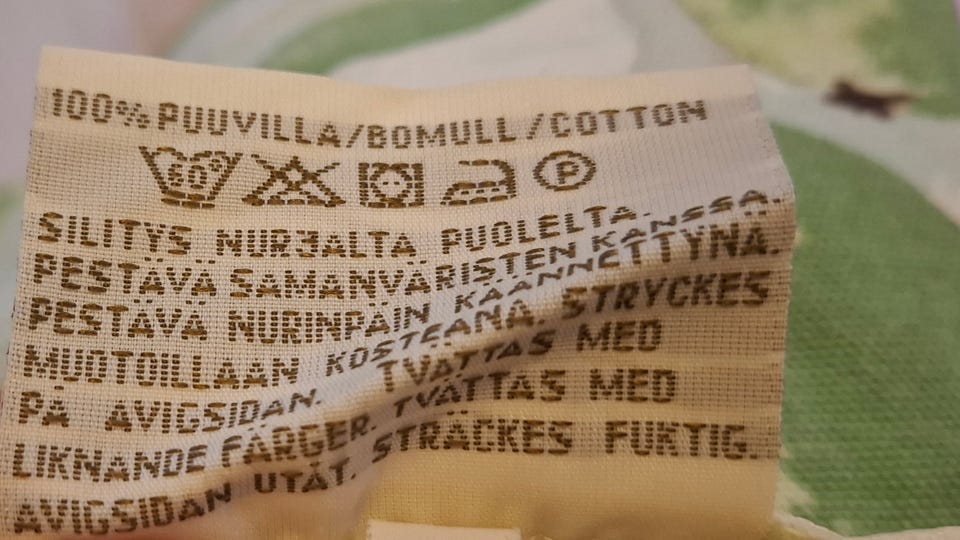 100% PUUVILLA/BOMULL/COTTON
60° P
SILITYS NURJALTA PUOLELTA.
PESTÄVÄ SAMANVÄRISTEN KANSSA.
PESTÄVÄ NURINPÄIN KÄÄNNETTYNÄ.
MUOTOILLAAN KOSTEANA. STRYCKES
PÅ AVIGSIDAN. TVÄTTAS MED
LIKNANDE FÄRGER. TVÄTTAS MED
AVIGSIDAN UTÅT. STRÄCKES FUKTIG.